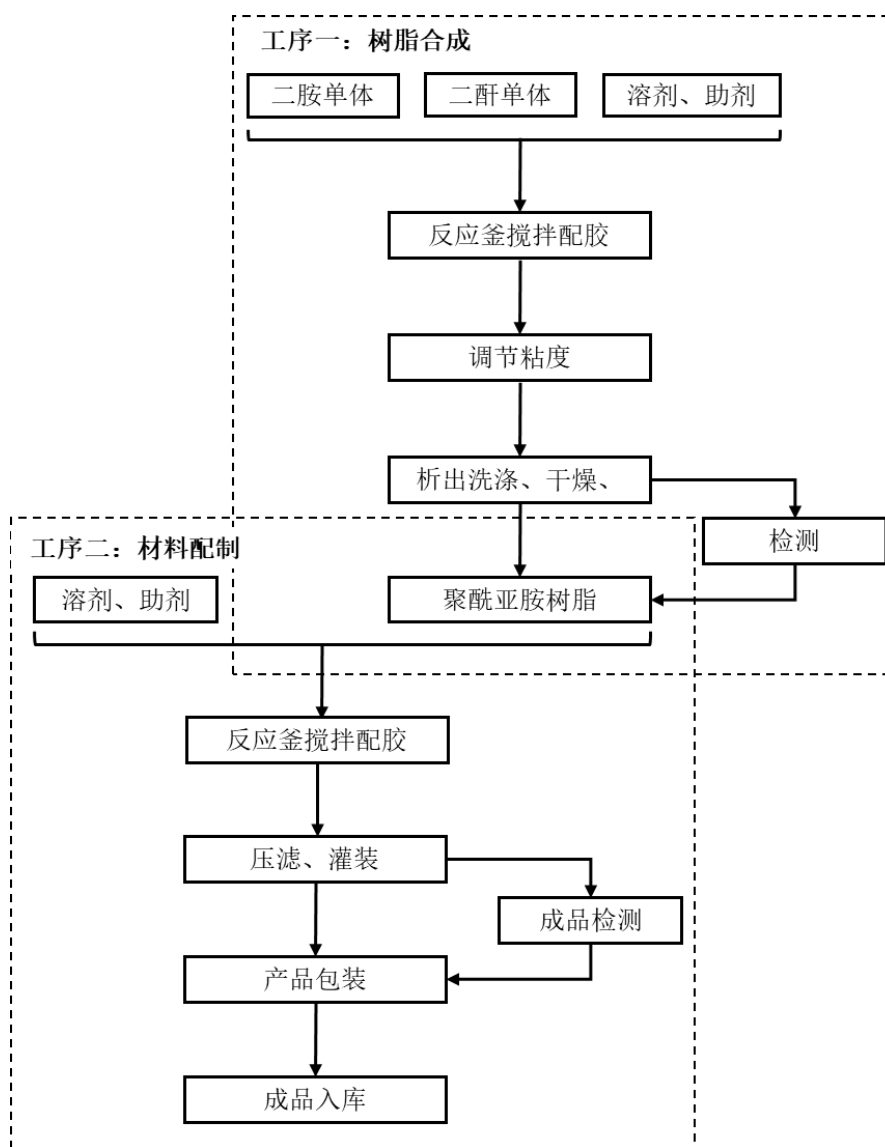 工序一：树脂合成
二胺单体
二酐单体
溶剂、助剂
反应釜搅拌配胶
调节粘度
析出洗涤、干燥、
检测
工序二：材料配制
溶剂、助剂
聚酰亚胺树脂
反应釜搅拌配胶
压滤、灌装
成品检测
产品包装
成品入库